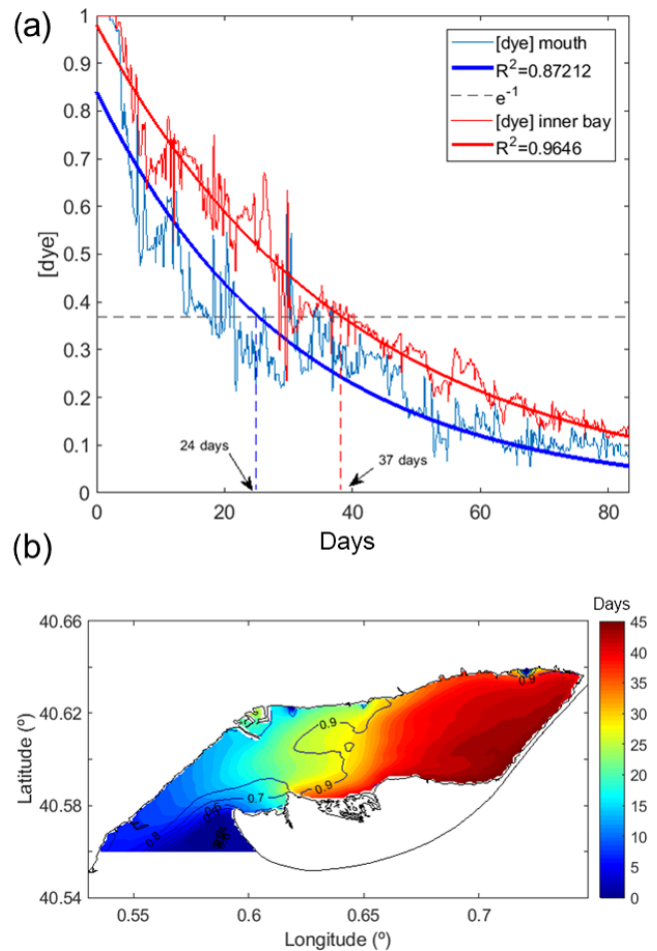 (a)
1
0.9
0.8
0.7
0.6
0.5
0.4
0.3
0.2
0.1
0
[dye]
[dye] mouth
R²=0.87212
e⁻¹
[dye] inner bay
R²=0.9646
24 days
37 days
0 20 40 60 80
Days
(b)
Days
40.66
40.62
40.58
40.54
Latitude (º)
0.9
0.9
0.9
0.7
0.6
0.8
0.55 0.6 0.65 0.7
Longitude (º)
45
40
35
30
25
20
15
10
5
0